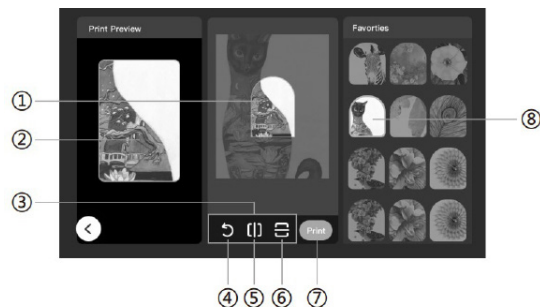 Print Preview
Favorties
①
②
⑧
③
Print
④
⑤
⑥
⑦